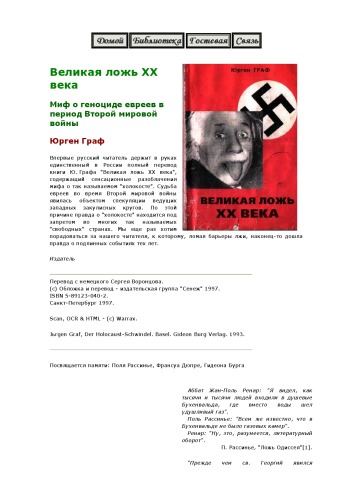 Домой Библиотека Гостевая Связь
Юрген ГРАФ
Великая ложь XX
века
Миф о геноциде евреев в
период Второй мировой
войны
Юрген Граф
ВЕЛИКАЯ ЛОЖЬ
XX ВЕКА
Впервые русский читатель держит в руках
единственный в России полный перевод
книги Ю. Графа "Великая ложь XX века",
содержащий сенсационные разоблачения
мифа о так называемом "холокосте". Судьба
евреев во время Второй мировой войны
явилась объектом спекуляции ведущих
западных закулисных кругов. По этой
причине правда о "холокосте" находится под
запретом во многих так называемых
"свободных" странах. Мы еще раз хотим
порадоваться за нашего читателя, к которому, ломая барьеры лжи, наконец-то дошла
правда о подлинных событиях тех лет.
Издатель
Перевод с немецкого Сергея Воронцова.
(c) Обложка и перевод - издательская группа "Сенеж" 1997.
ISBN 5-89123-040-2.
Санкт-Петербург 1997.
Scan, OCR & HTML - (c) Warrax.
Jurgen Graf, Der Holocaust-Schwindel. Basel. Gideon Burg Verlag. 1993.
Посвящается памяти: Поля Рассинье, Франсуа Дюпре, Гидеона Бурга
Аббат Жан-Поль Ренар: "Я видел, как
тысячи и тысячи людей входили в душевые
Бухенвальда, где вместо воды шел
удушливый газ".
Поль Рассинье: "Всем же известно, что в
Бухенвальде не было газовых камер".
Ренар: "Ну, это, разумеется, литературный
оборот".
П. Рассинье, "Ложь Одиссея"[1].
"Прежде чем св. Георгий явился